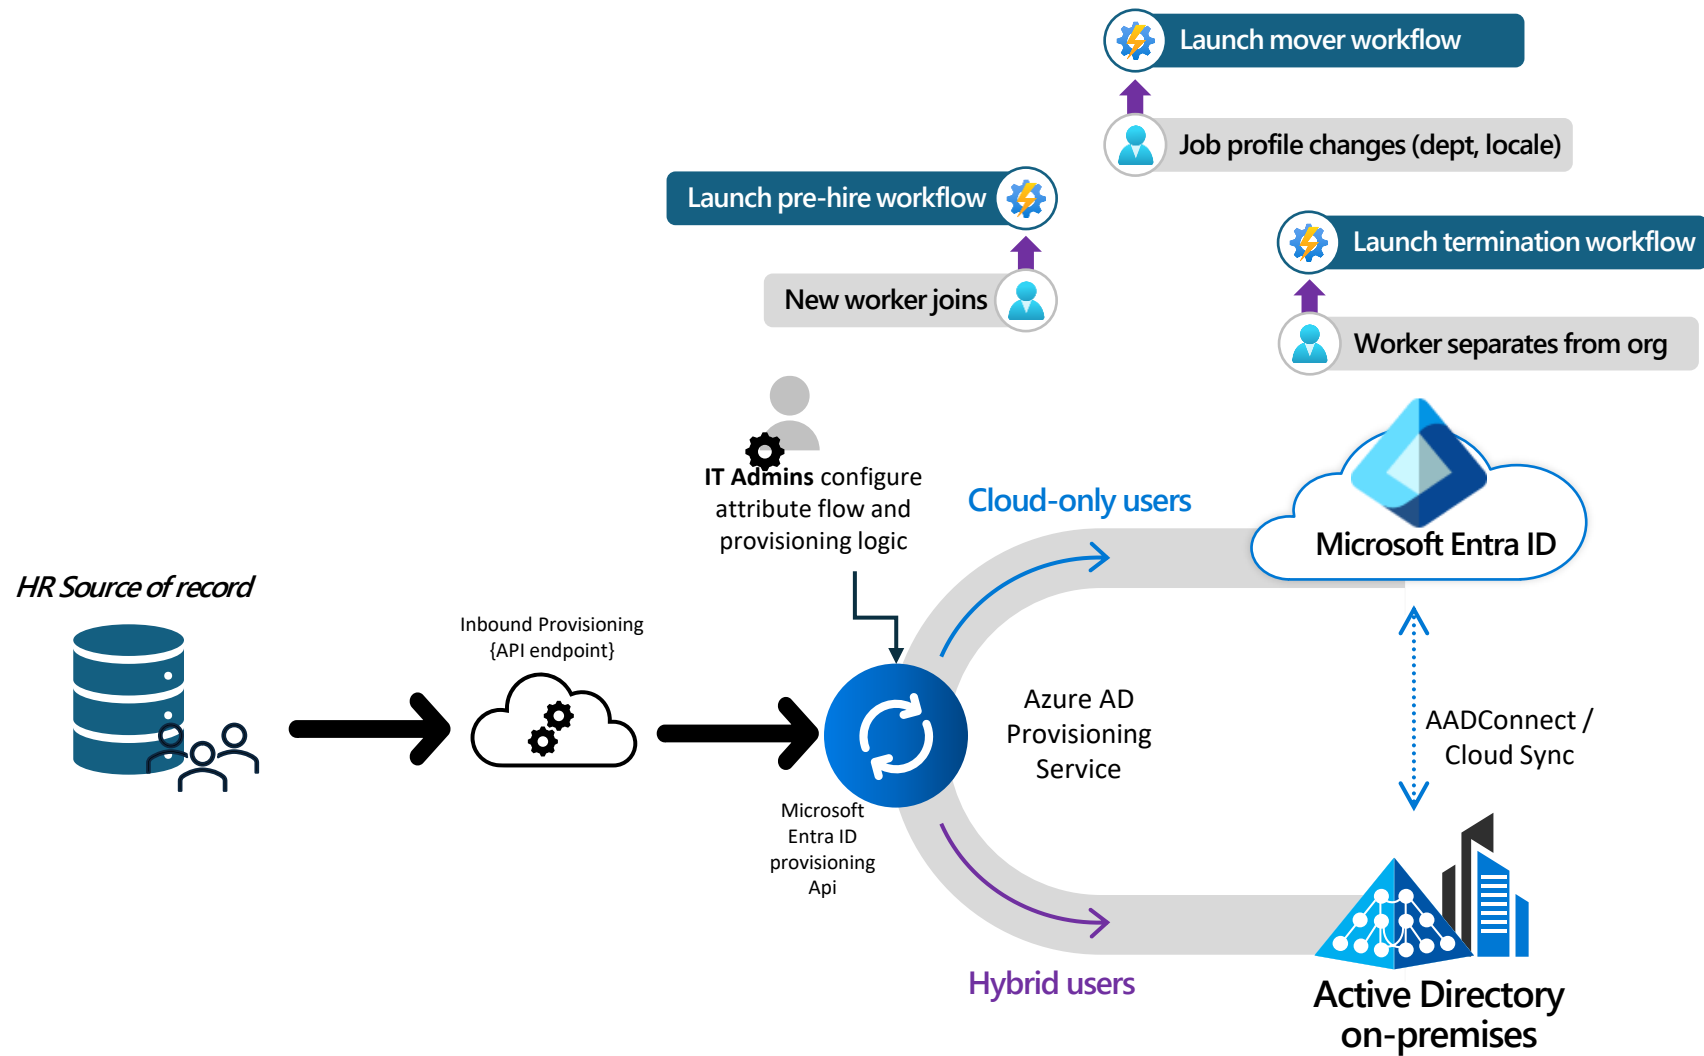 Launch mover workflow
Job profile changes (dept, locale)
Launch pre-hire workflow
New worker joins
Launch termination workflow
Worker separates from org
IT Admins configure
attribute flow and
provisioning logic
Cloud-only users
Microsoft Entra ID
HR Source of record
Inbound Provisioning
{API endpoint}
Azure AD
Provisioning
Service
AADConnect /
Cloud Sync
Microsoft
Entra ID
provisioning
Api
Hybrid users
Active Directory
on-premises